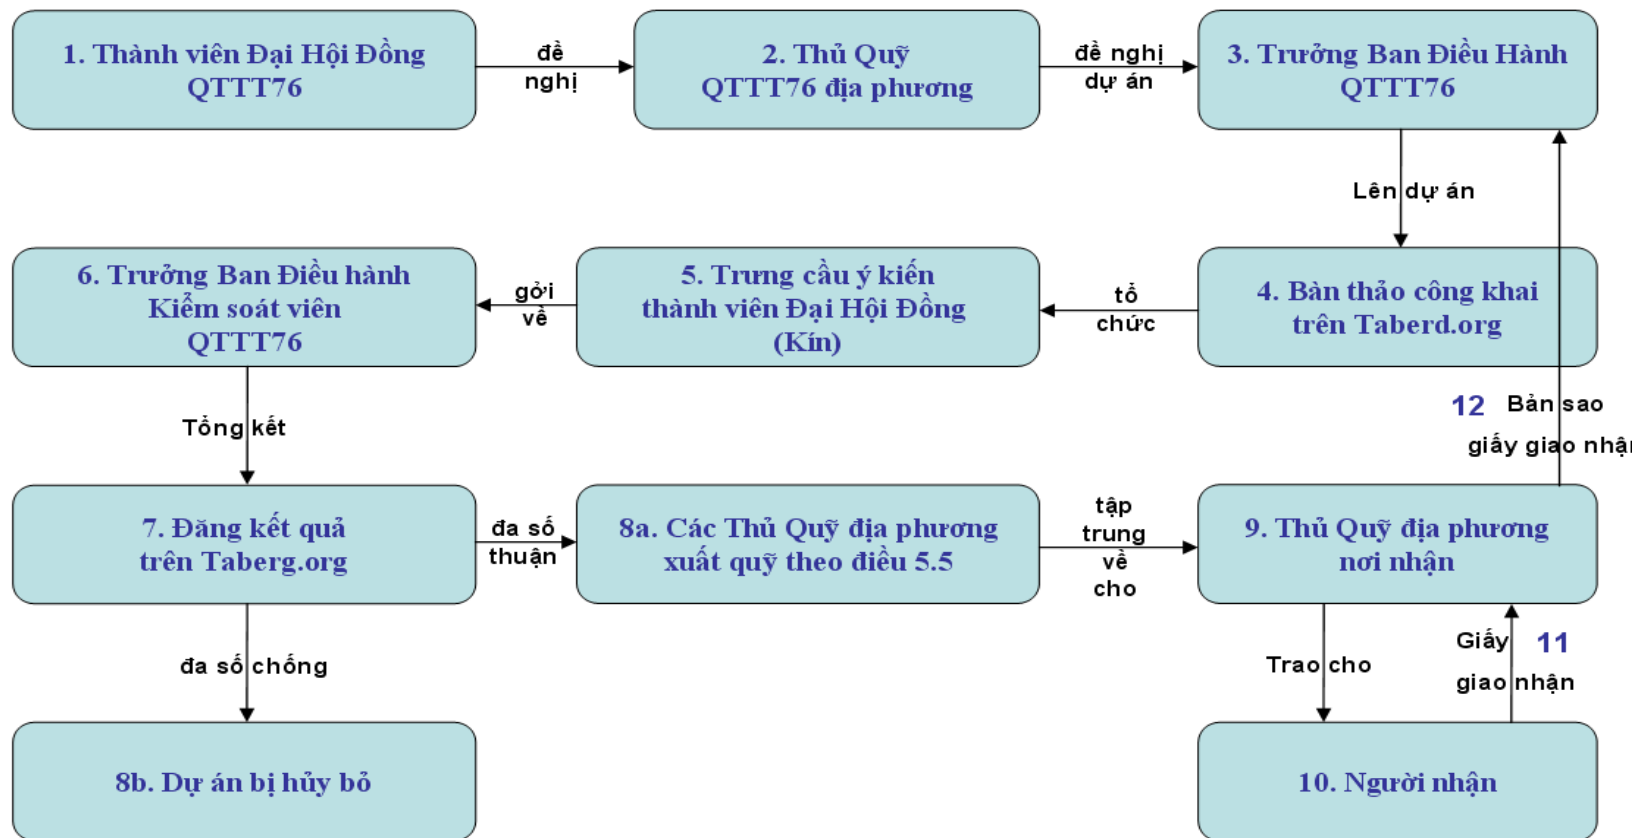 1. Thành viên Đại Hội Đồng
QTTT76
đề
nghị
2. Thủ Quỹ
QTTT76 địa phương
đề nghị
dự án
3. Trưởng Ban Điều Hành
QTTT76
Lên dự án
6. Trưởng Ban Điều hành
Kiểm soát viên
QTTT76
gởi
về
5. Trưng cầu ý kiến
thành viên Đại Hội Đồng
(Kín)
tổ
chức
4. Bàn thảo công khai
trên Taberd.org
Tổng kết
12 Bản sao
giấy giao nhận
7. Đăng kết quả
trên Taberg.org
đa số
thuận
8a. Các Thủ Quỹ địa phương
xuất quỹ theo điều 5.5
tập
trung
về
cho
9. Thủ Quỹ địa phương
nơi nhận
đa số chống
Trao cho
Giấy 11
giao nhận
8b. Dự án bị hủy bỏ
10. Người nhận